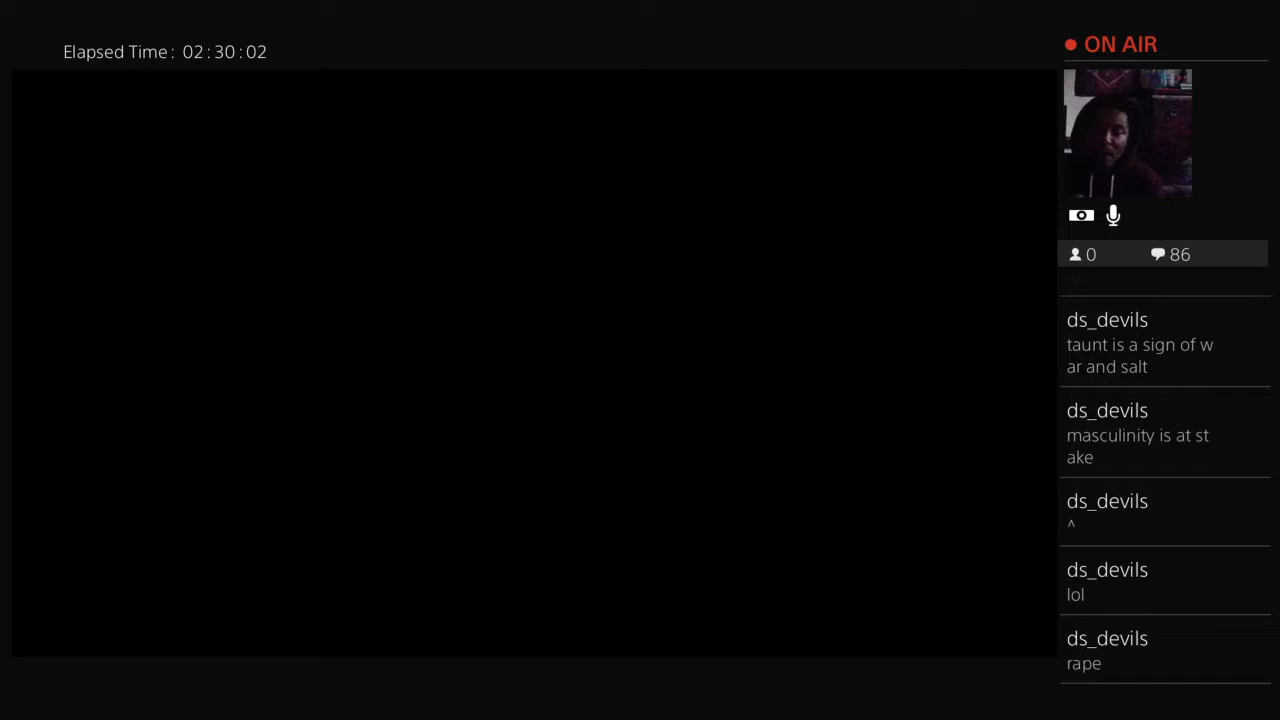 Elapsed Time: 02:30:02
ON AIR
0 86
ds_devils
taunt is a sign of w
ar and salt
ds_devils
masculinity is at st
ake
ds_devils
^
ds_devils
lol
ds_devils
rape